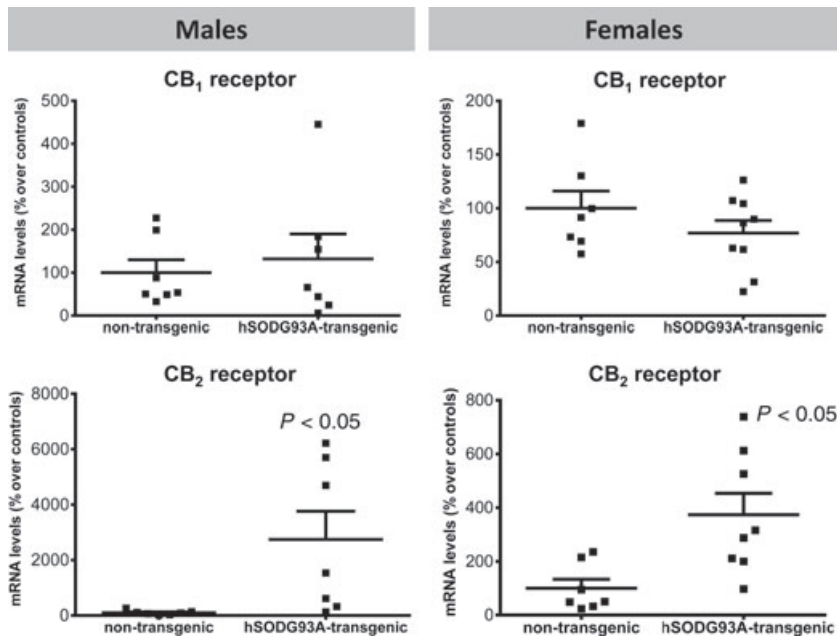 Males
Females
CB₁ receptor
mRNA levels (% over controls)
500
400
300
200
100
0
non-transgenic hSODG93A-transgenic
CB₁ receptor
mRNA levels (% over controls)
200
150
100
50
0
non-transgenic hSODG93A-transgenic
CB₂ receptor
mRNA levels (% over controls)
8000
6000
4000
2000
0
P < 0.05
non-transgenic hSODG93A-transgenic
CB₂ receptor
mRNA levels (% over controls)
800
600
400
200
0
P < 0.05
non-transgenic hSODG93A-transgenic